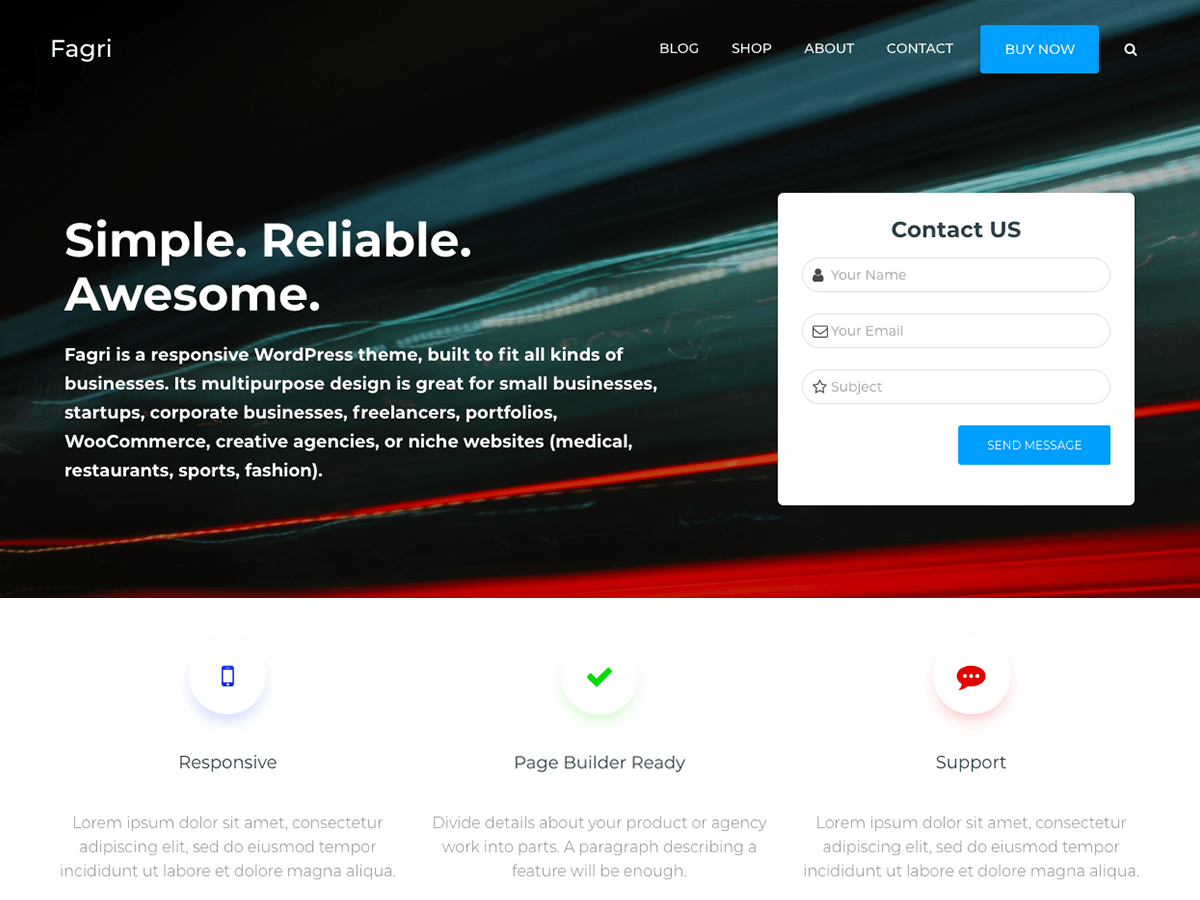 Fagri
BLOG SHOP ABOUT CONTACT BUY NOW
Simple. Reliable.
Awesome.
Fagri is a responsive WordPress theme, built to fit all kinds of
businesses. Its multipurpose design is great for small businesses,
startups, corporate businesses, freelancers, portfolios,
WooCommerce, creative agencies, or niche websites (medical,
restaurants, sports, fashion).
Contact US
Your Name
Your Email
Subject
SEND MESSAGE
Responsive
Lorem ipsum dolor sit amet, consectetur
adipiscing elit, sed do eiusmod tempor
incididunt ut labore et dolore magna aliqua.
Page Builder Ready
Divide details about your product or agency
work into parts. A paragraph describing a
feature will be enough.
Support
Lorem ipsum dolor sit amet, consectetur
adipiscing elit, sed do eiusmod tempor
incididunt ut labore et dolore magna aliqua.